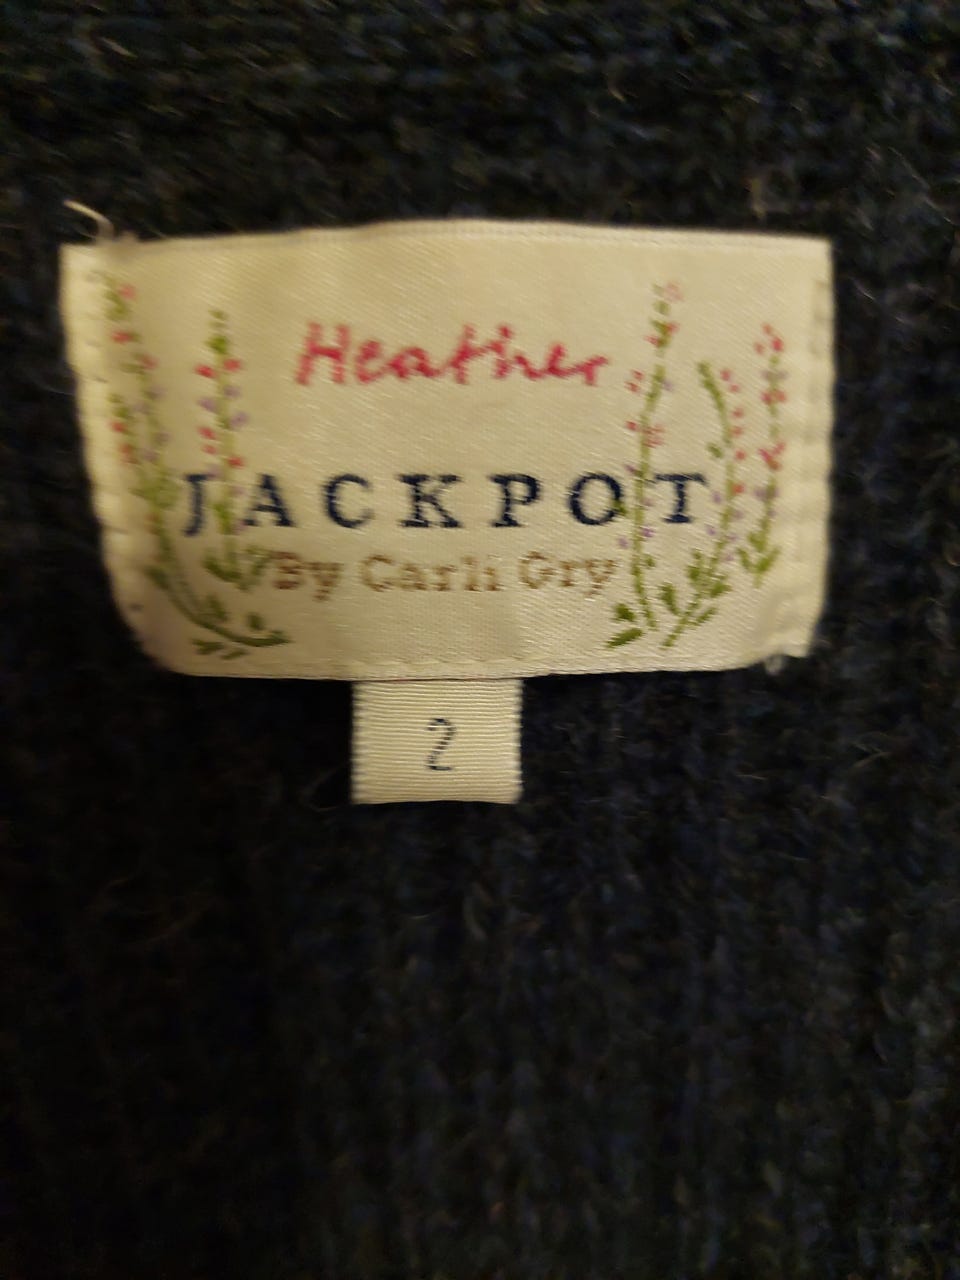 Heather
JACKPOT
By Carli Gry
2